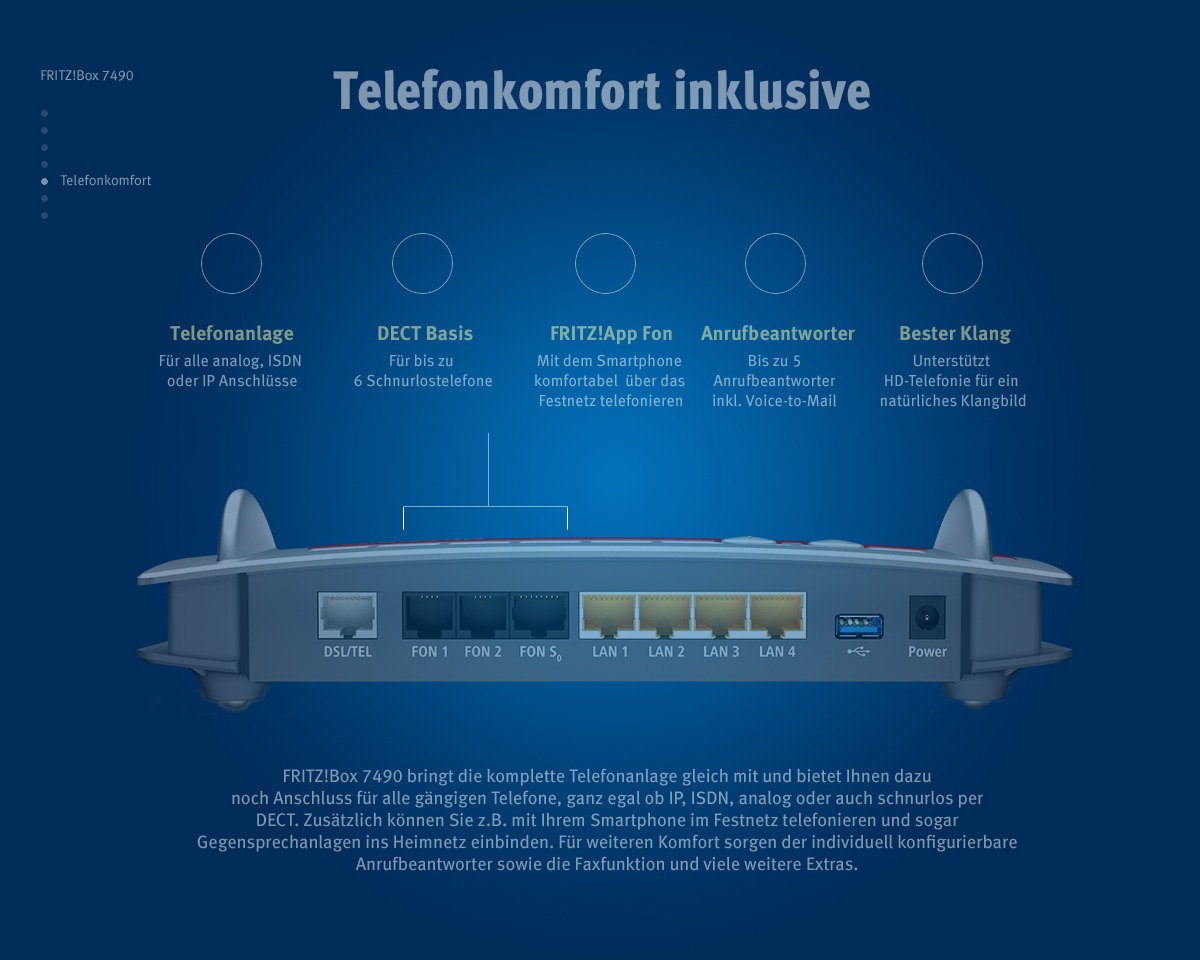 FRITZ!Box 7490
Telefonkomfort inklusive
Telefonkomfort
Telefonanlage
Für alle analog, ISDN
oder IP Anschlüsse
DECT Basis
Für bis zu
6 Schnurlostelefone
FRITZ!App Fon
Mit dem Smartphone
komfortabel über das
Festnetz telefonieren
Anrufbeantworter
Bis zu 5
Anrufbeantworter
inkl. Voice-to-Mail
Bester Klang
Unterstützt
HD-Telefonie für ein
natürliches Klangbild
DSL/TEL FON 1 FON 2 FON S0 LAN 1 LAN 2 LAN 3 LAN 4 Power
FRITZ!Box 7490 bringt die komplette Telefonanlage gleich mit und bietet Ihnen dazu
noch Anschluss für alle gängigen Telefone, ganz egal ob IP, ISDN, analog oder auch schnurlos per
DECT. Zusätzlich können Sie z.B. mit Ihrem Smartphone im Festnetz telefonieren und sogar
Gegensprechanlagen ins Heimnetz einbinden. Für weiteren Komfort sorgen der individuell konfigurierbare
Anrufbeantworter sowie die Faxfunktion und viele weitere Extras.